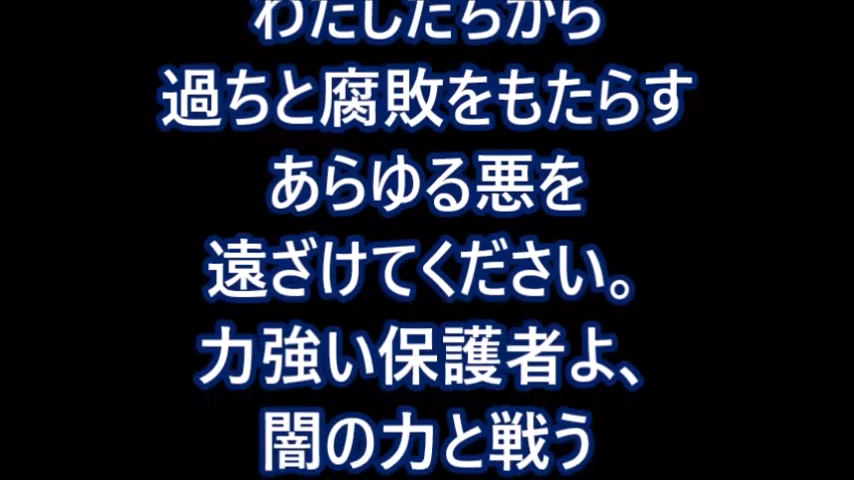 わたしたちから
過ちと腐敗をもたらす
あらゆる悪を
遠ざけてください。
力強い保護者よ、
闇の力と戦う